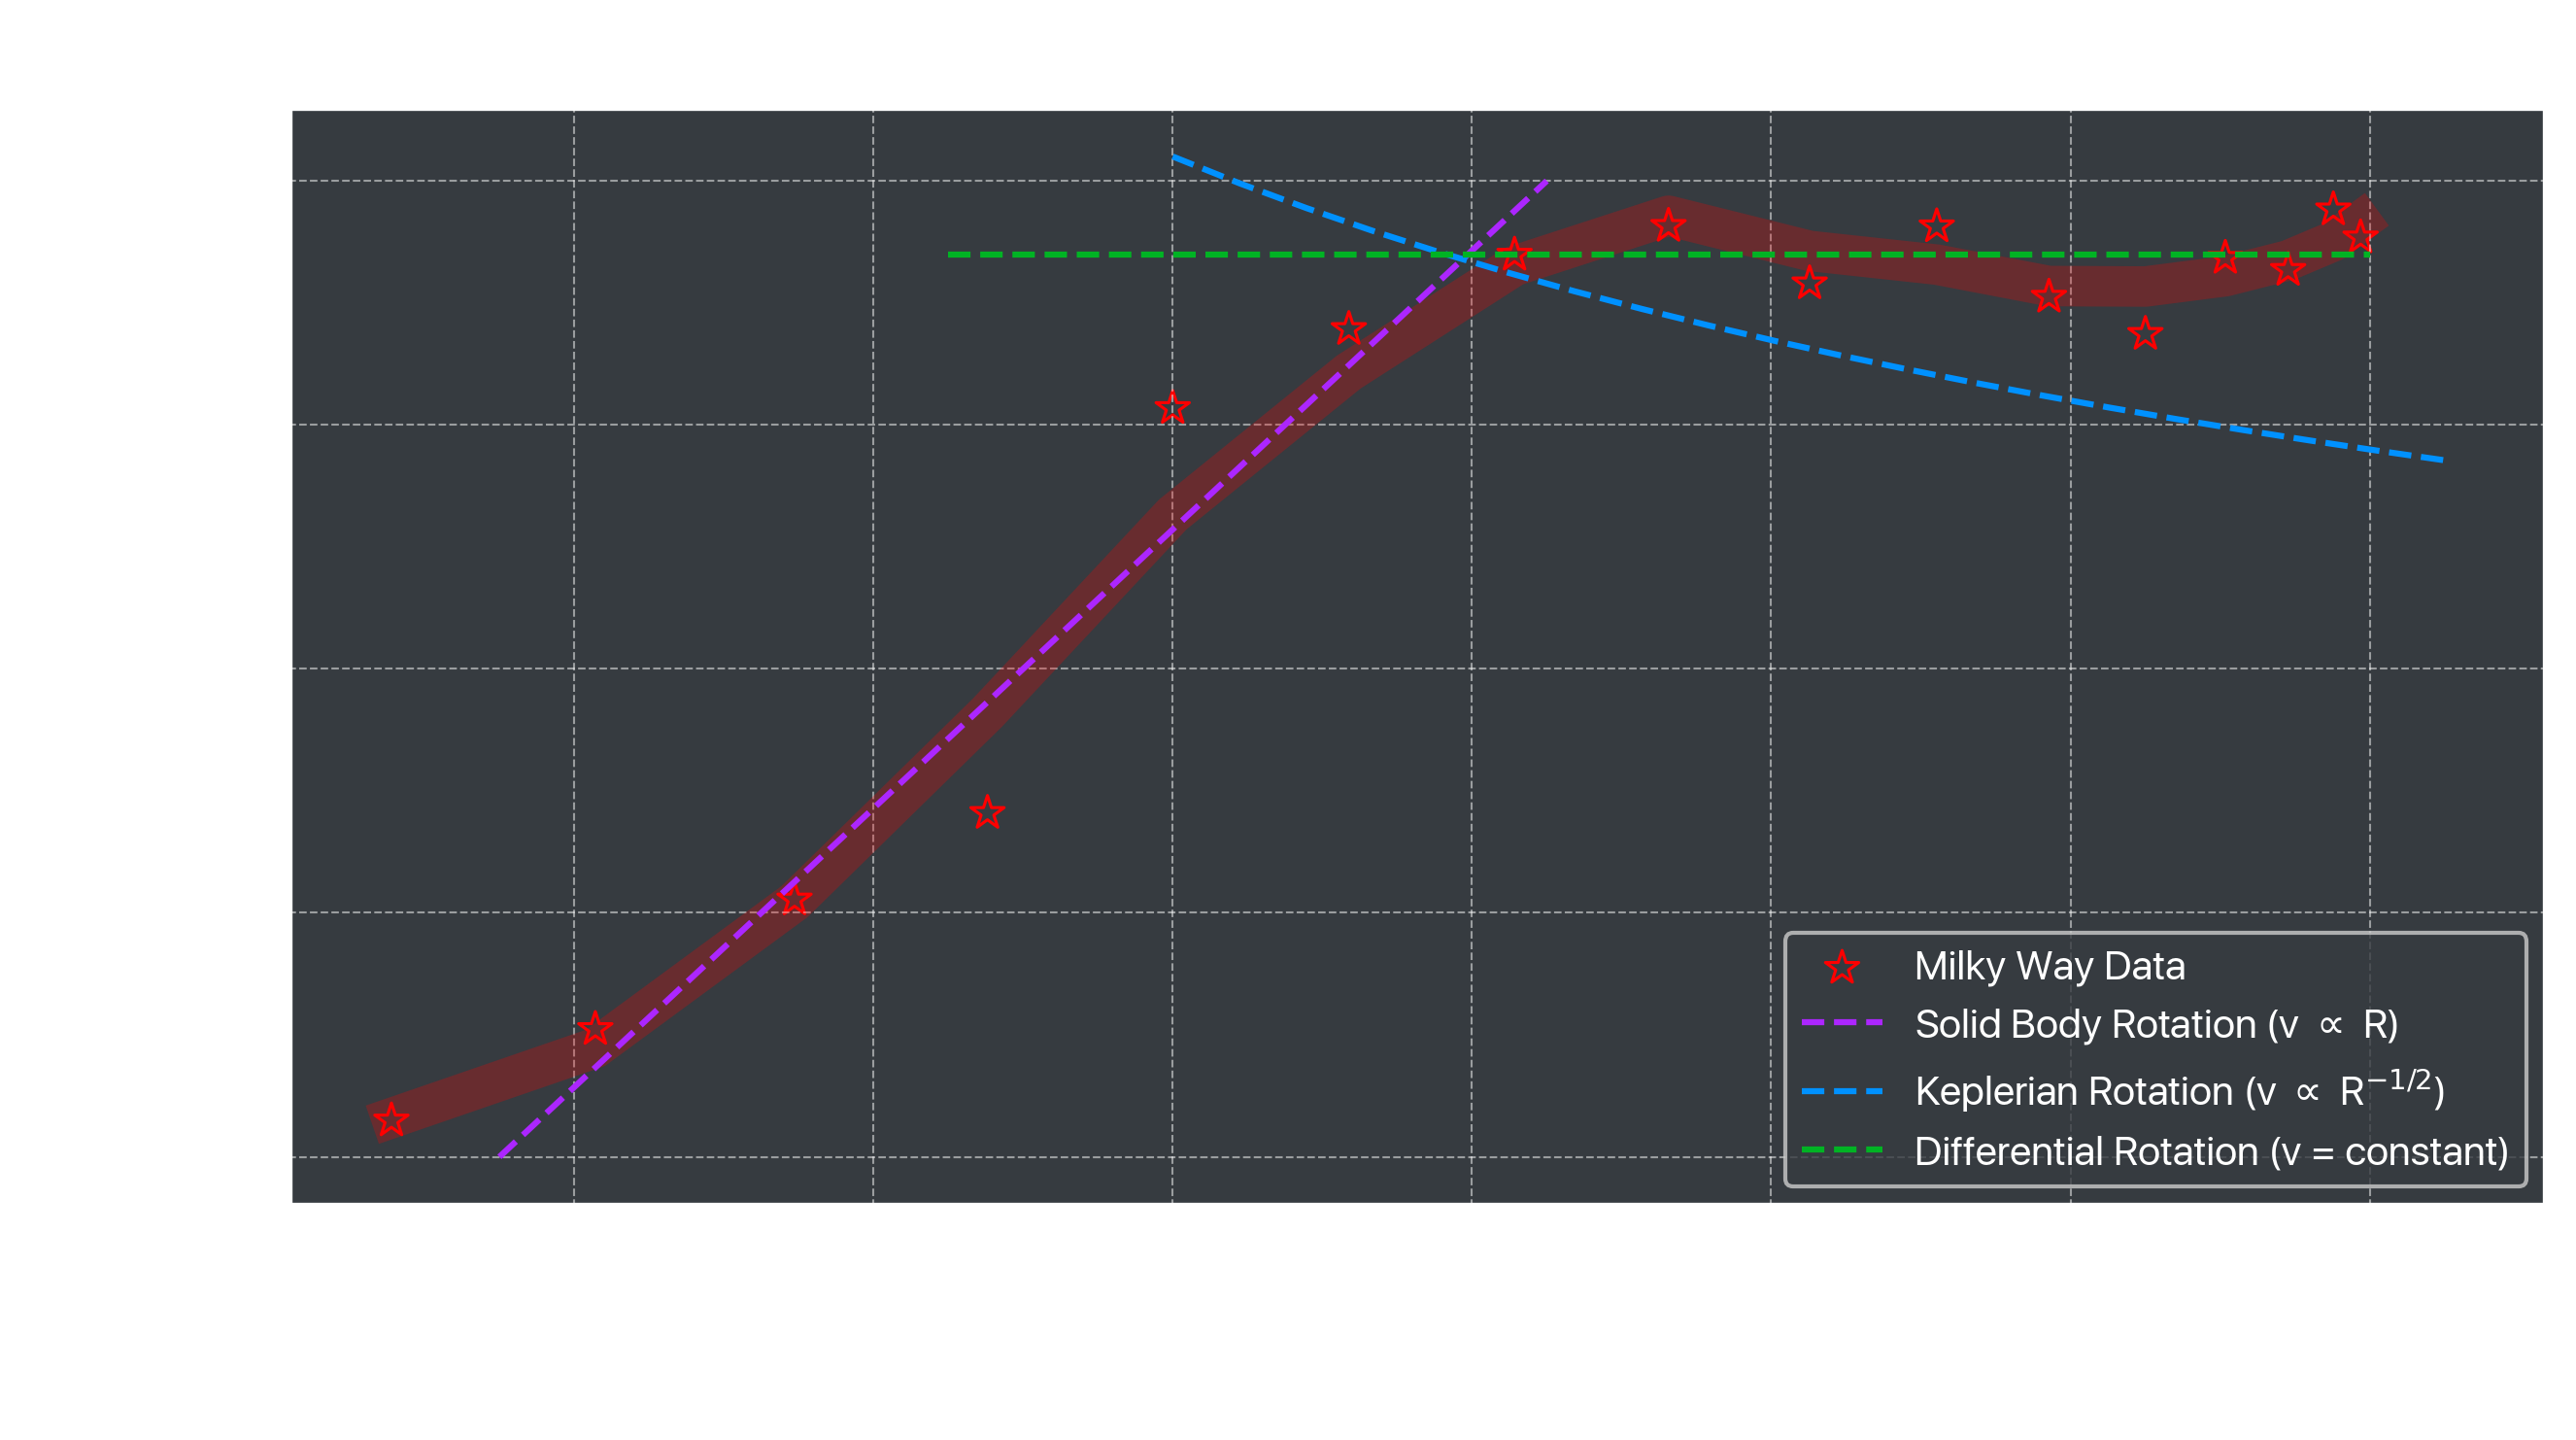 Milky Way Data
Solid Body Rotation (v ∝ R)
Keplerian Rotation (v ∝ R⁻¹/²)
Differential Rotation (v = constant)